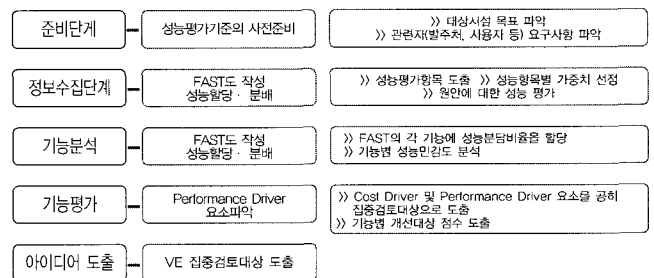 준비단계
성능평가기준의 사전준비
》 대상시설 목표 파악
》 관련자(발주처, 사용자 등) 요구사항 파악
정보수집단계
FAST도 작성
성능할당 · 분배
》 성능평가항목 도출 》 성능항목별 가중치 선정
》 원안에 대한 성능 평가
기능분석
FAST도 작성
성능할당 · 분배
》 FAST의 각 기능에 성능분담비율을 할당
》 기능별 성능민감도 분석
기능평가
Performance Driver
요소파악
》 Cost Driver 및 Performance Driver 요소를 공히
집중검토대상으로 도출
》 기능별 개선대상 점수 도출
아이디어 도출
VE 집중검토대상 도출